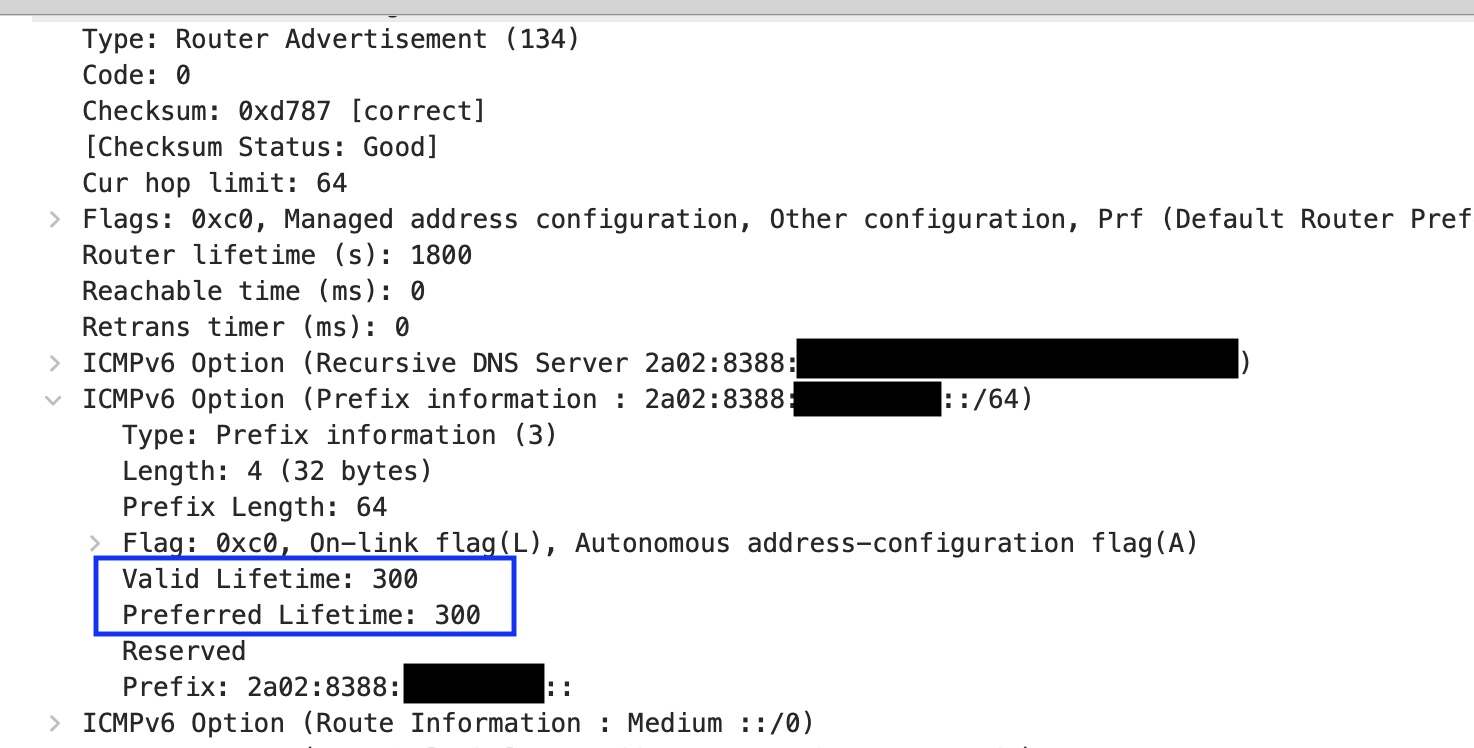 Type: Router Advertisement (134)
Code: 0
Checksum: 0xd787 [correct]
[Checksum Status: Good]
Cur hop limit: 64
Flags: 0xc0, Managed address configuration, Other configuration, Prf (Default Router Pref
Router lifetime (s): 1800
Reachable time (ms): 0
Retrans timer (ms): 0
ICMPv6 Option (Recursive DNS Server 2a02:8388: )
ICMPv6 Option (Prefix information : 2a02:8388: ::/64)
Type: Prefix information (3)
Length: 4 (32 bytes)
Prefix Length: 64
Flag: 0xc0, On-link flag(L), Autonomous address-configuration flag(A)
Valid Lifetime: 300
Preferred Lifetime: 300
Reserved
Prefix: 2a02:8388: ::
ICMPv6 Option (Route Information : Medium ::/0)